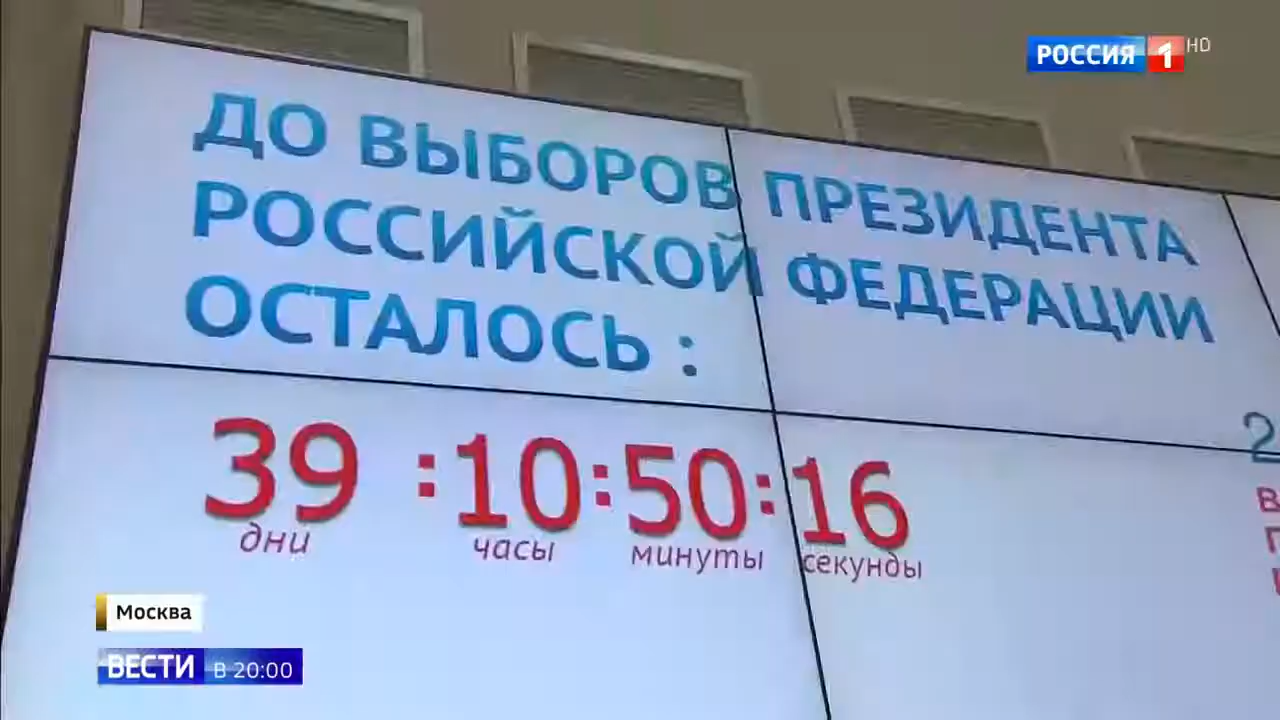 РОССИЯ 1 HD
ДО ВЫБОРОВ ПРЕЗИДЕНТА
РОССИЙСКОЙ ФЕДЕРАЦИИ
ОСТАЛОСЬ :
39 : 10 : 50 : 16
дни часы минуты секунды
Москва
ВЕСТИ В 20:00